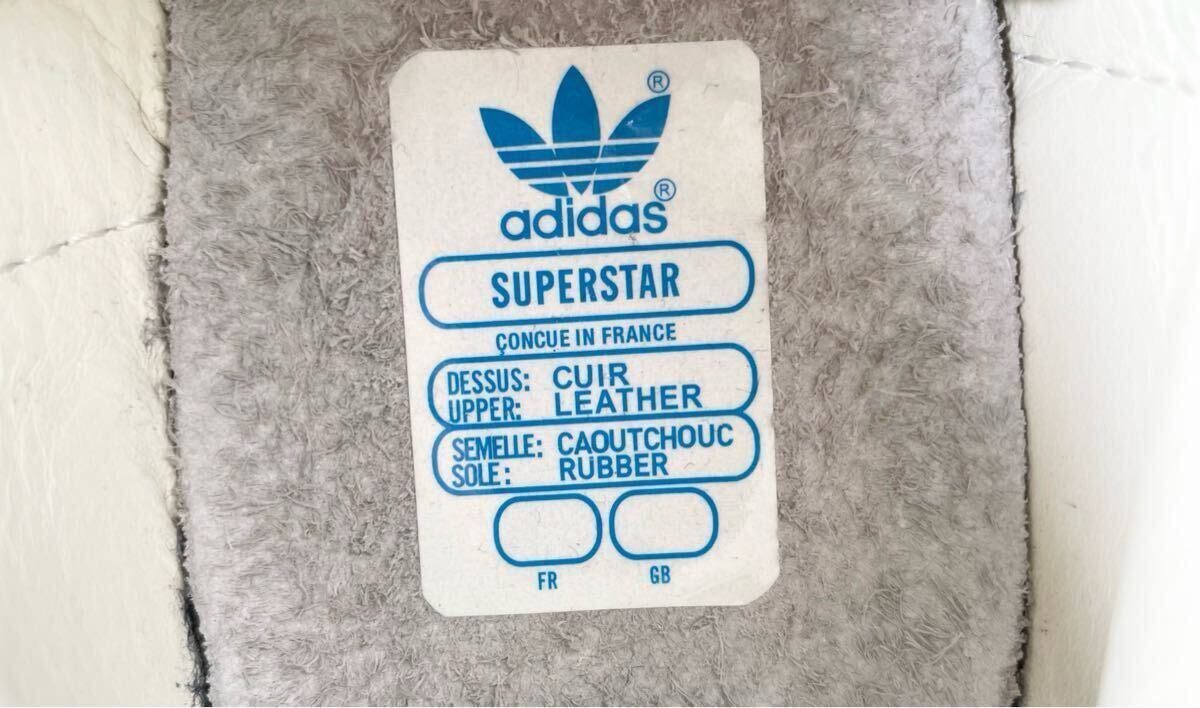 ®
adidas®
SUPERSTAR
ÇONCUE IN FRANCE
DESSUS: CUIR
UPPER: LEATHER
SEMELLE: CAOUTCHOUC
SOLE: RUBBER
FR GB